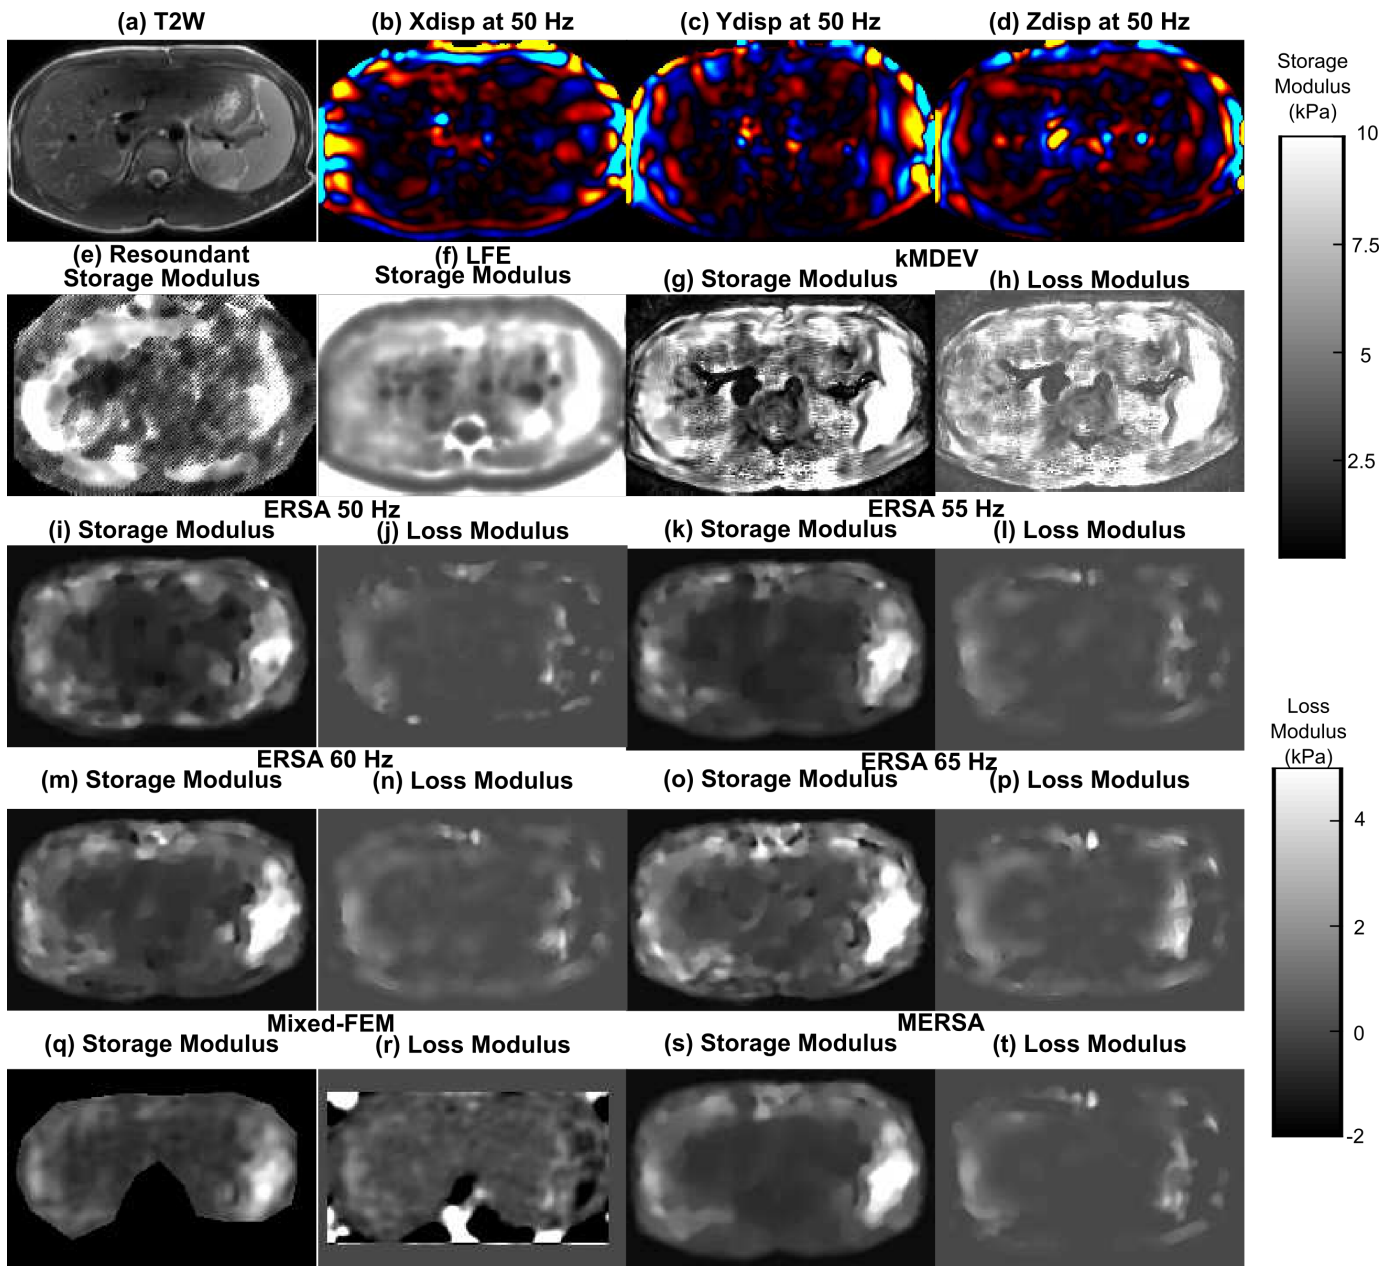 (a) T2W
(b) Xdisp at 50 Hz
(c) Ydisp at 50 Hz
(d) Zdisp at 50 Hz
Storage
Modulus
(kPa)
10
7.5
5
2.5
(e) Resoundant
Storage Modulus
(f) LFE
Storage Modulus
kMDEV
(g) Storage Modulus
(h) Loss Modulus
ERSA 50 Hz
(i) Storage Modulus
(j) Loss Modulus
ERSA 55 Hz
(k) Storage Modulus
(l) Loss Modulus
ERSA 60 Hz
(m) Storage Modulus
(n) Loss Modulus
ERSA 65 Hz
(o) Storage Modulus
(p) Loss Modulus
Loss
Modulus
(kPa)
4
2
0
-2
Mixed-FEM
(q) Storage Modulus
(r) Loss Modulus
MERSA
(s) Storage Modulus
(t) Loss Modulus